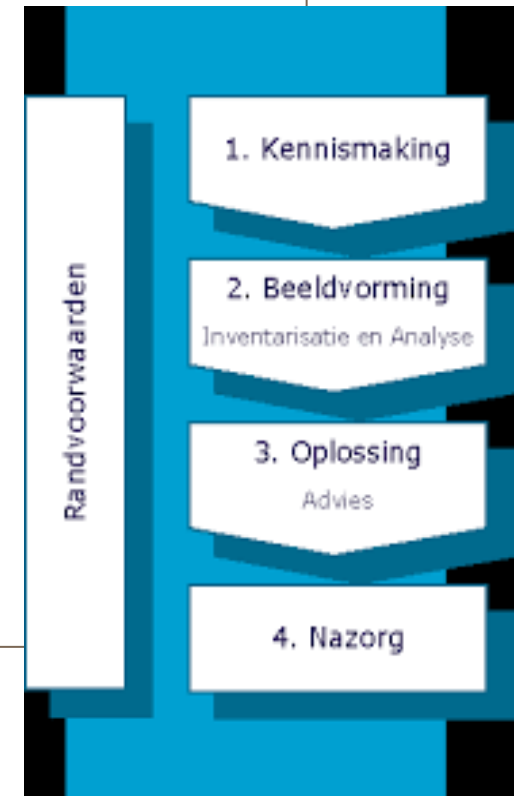 Randvoorwaarden
1. Kennismaking
2. Beeldvorming
Inventarisatie en Analyse
3. Oplossing
Advies
4. Nazorg